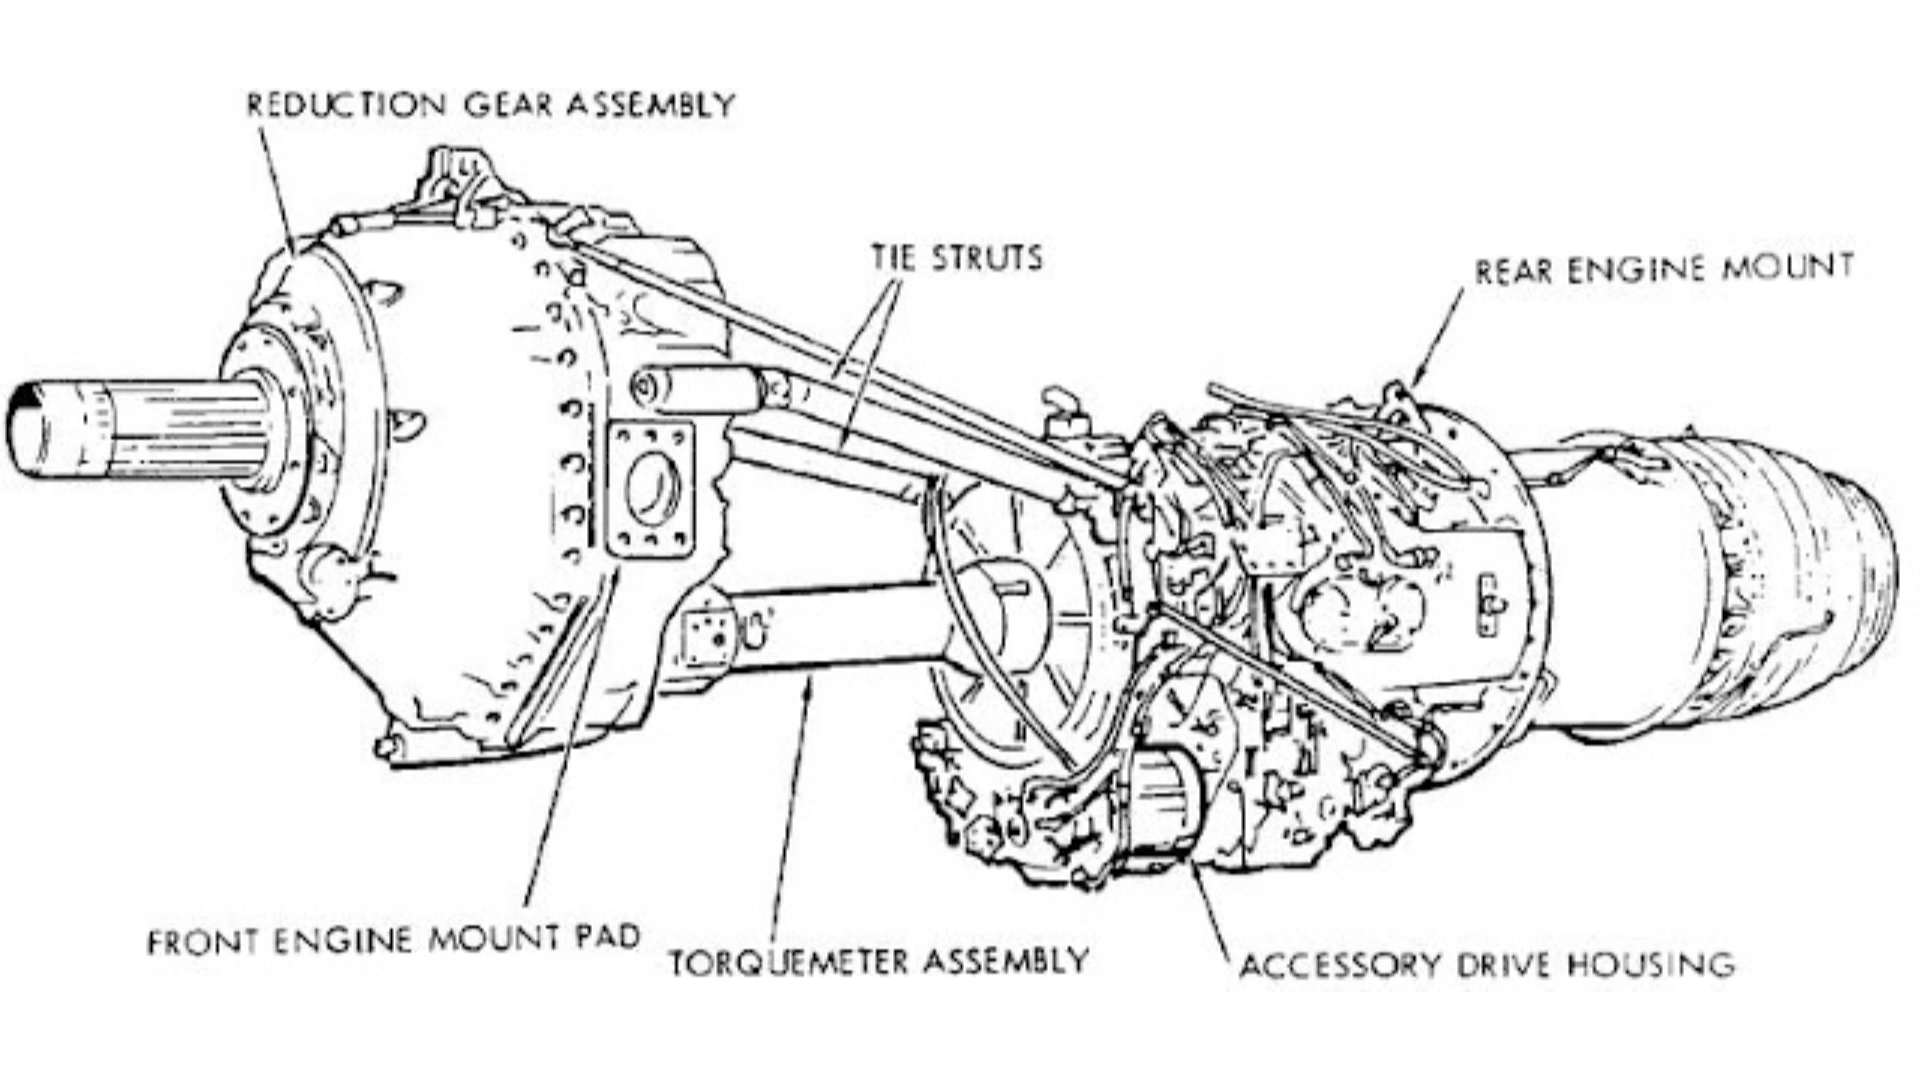 REDUCTION GEAR ASSEMBLY
TIE STRUTS
REAR ENGINE MOUNT
FRONT ENGINE MOUNT PAD
TORQUEMETER ASSEMBLY
ACCESSORY DRIVE HOUSING